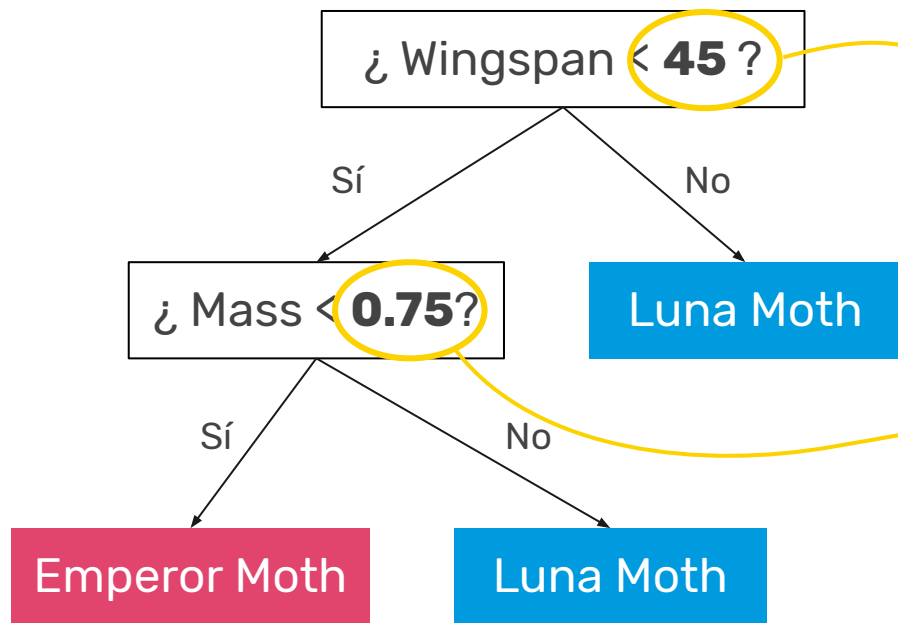 ¿ Wingspan < 45 ?
Sí
No
¿ Mass < 0.75?
Luna Moth
Sí
No
Emperor Moth
Luna Moth